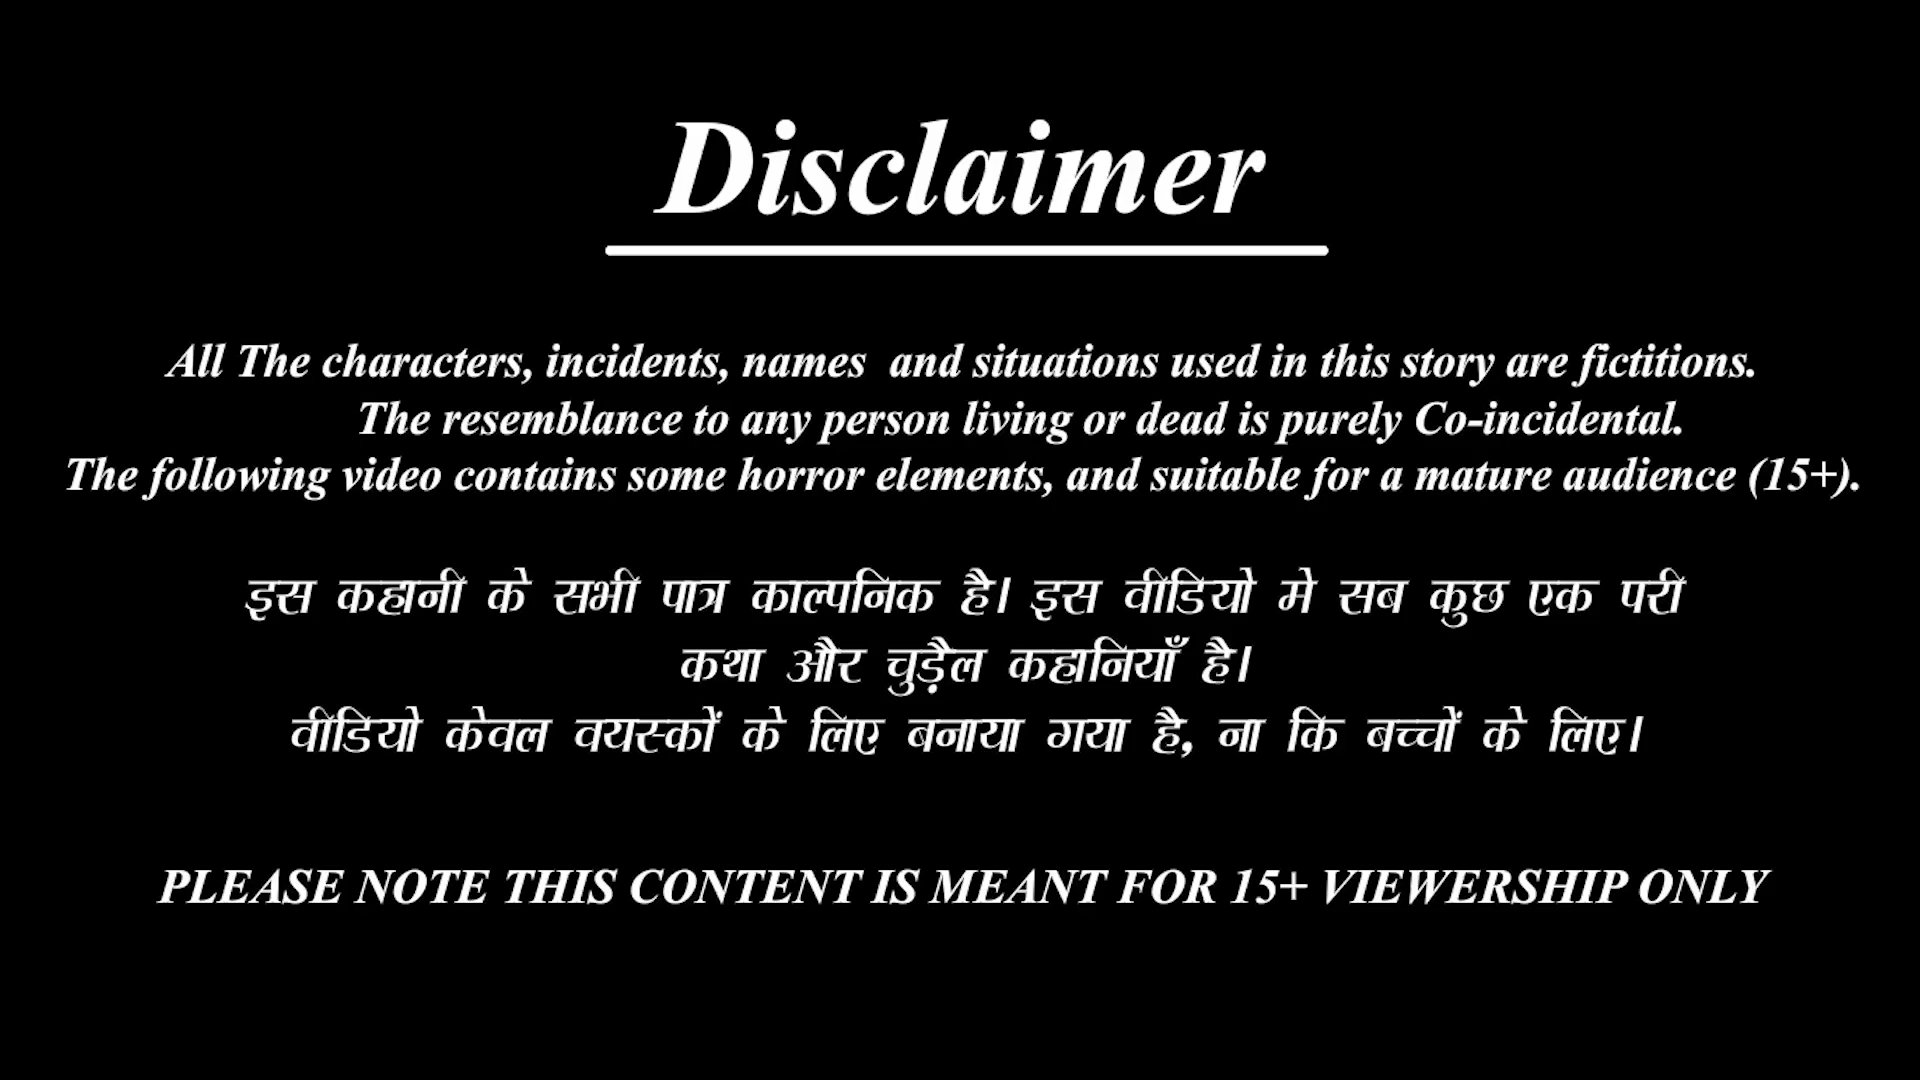 Disclaimer
All The characters, incidents, names and situations used in this story are fictitions.
The resemblance to any person living or dead is purely Co-incidental.
The following video contains some horror elements, and suitable for a mature audience (15+).
इस कहानी के सभी पात्र काल्पनिक है। इस वीडियो मे सब कुछ एक परी
कथा और चुड़ैल कहानियाँ है।
वीडियो केवल वयस्कों के लिए बनाया गया है, ना कि बच्चों के लिए।
PLEASE NOTE THIS CONTENT IS MEANT FOR 15+ VIEWERSHIP ONLY